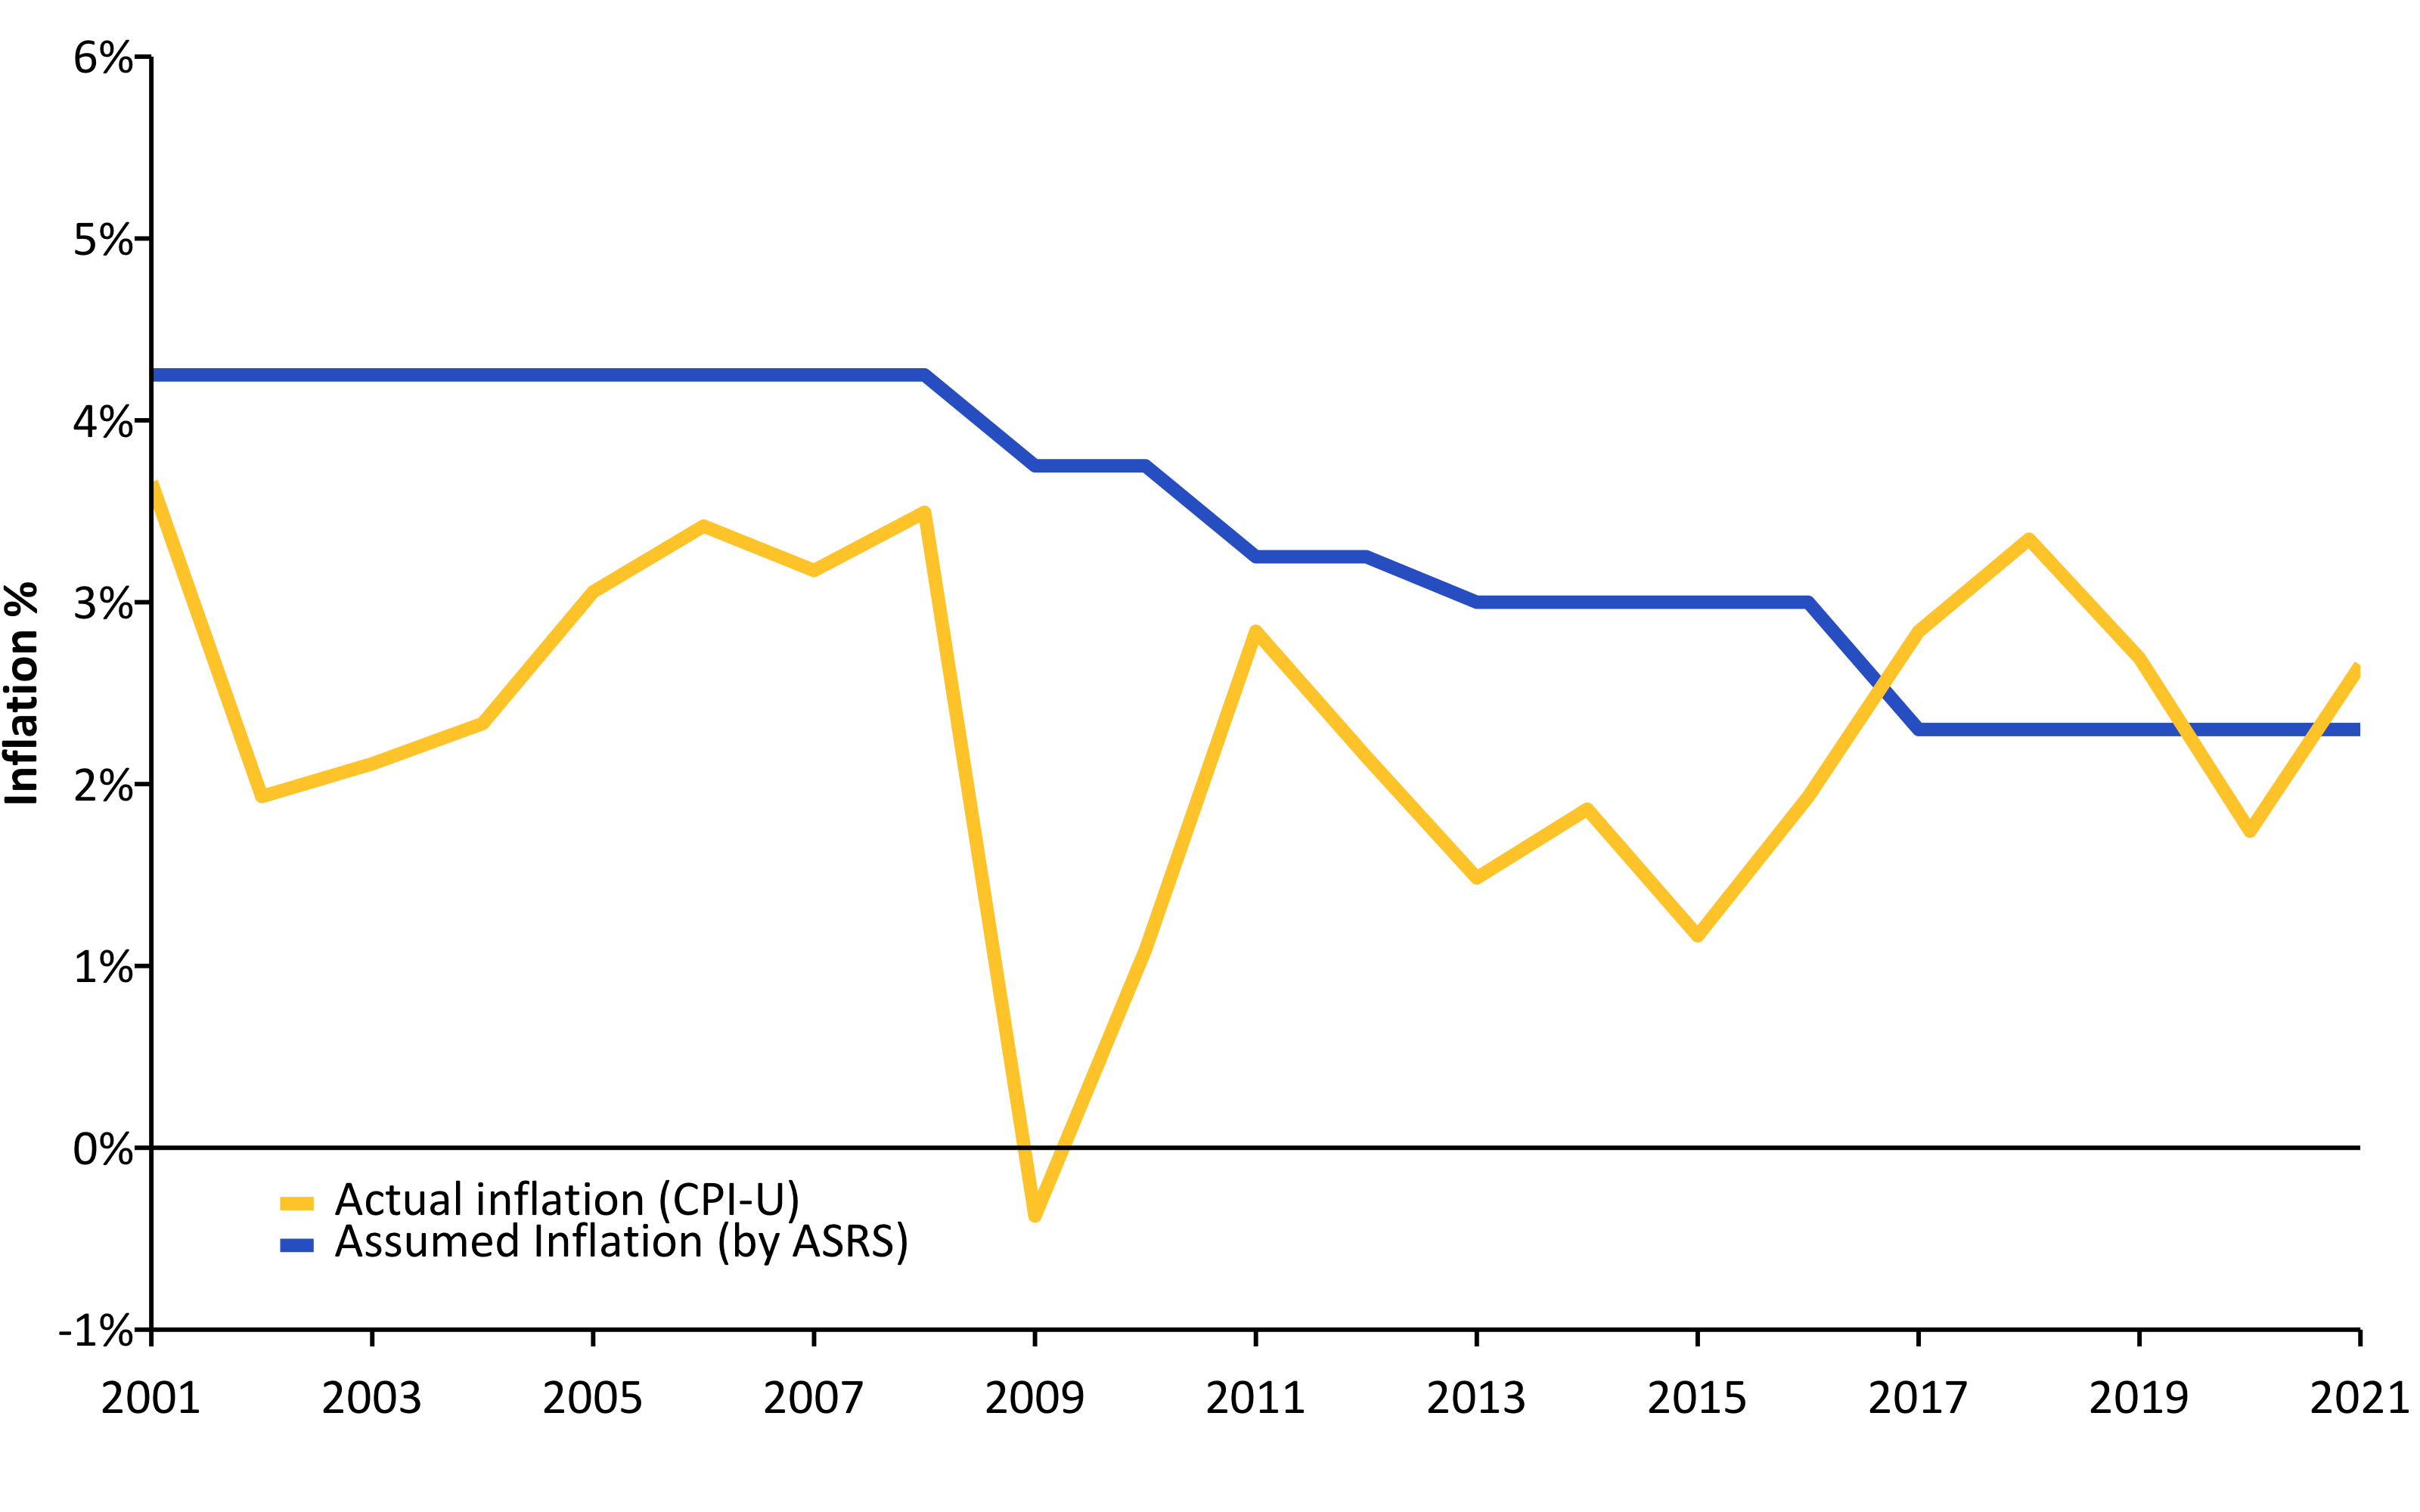 6%
5%
4%
3%
2%
1%
0%
-1%
Inflation %
Actual inflation (CPI-U)
Assumed Inflation (by ASRS)
2001 2003 2005 2007 2009 2011 2013 2015 2017 2019 2021